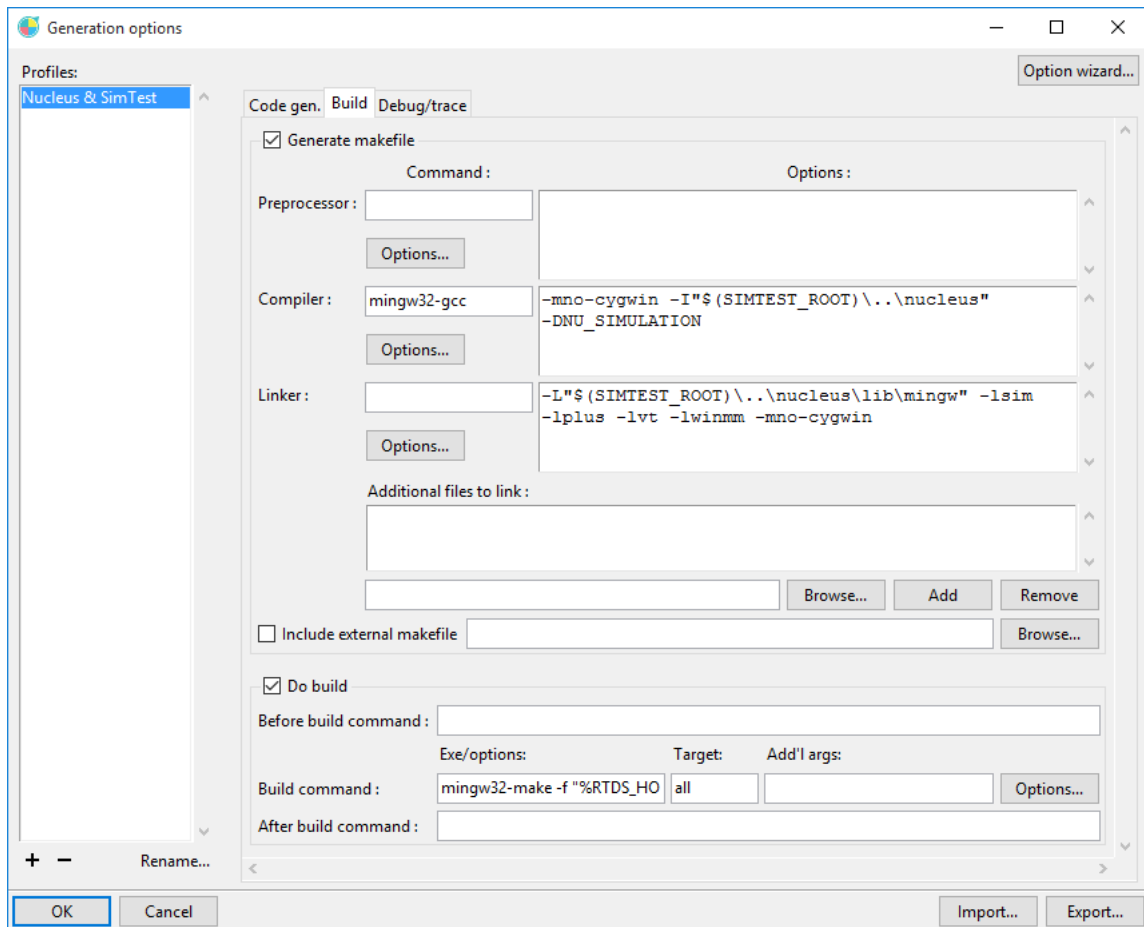 Generation options
Profiles:
Option wizard...
Nucleus & SimTest
Code gen. Build Debug/trace
Generate makefile
Command : Options :
Preprocessor :
Options...
Compiler : mingw32-gcc -mno-cygwin -I"$(SIMTEST_ROOT)\..\nucleus"
-DNU_SIMULATION
Options...
Linker : -L"$(SIMTEST_ROOT)\..\nucleus\lib\mingw" -lsim
-lplus -lvt -lwinmm -mno-cygwin
Options...
Additional files to link :
Browse... Add Remove
Include external makefile Browse...
Do build
Before build command :
Exe/options: Target: Add'l args:
Build command : mingw32-make -f "%RTDS_HO all Options...
After build command :
+ − Rename...
OK Cancel Import... Export...